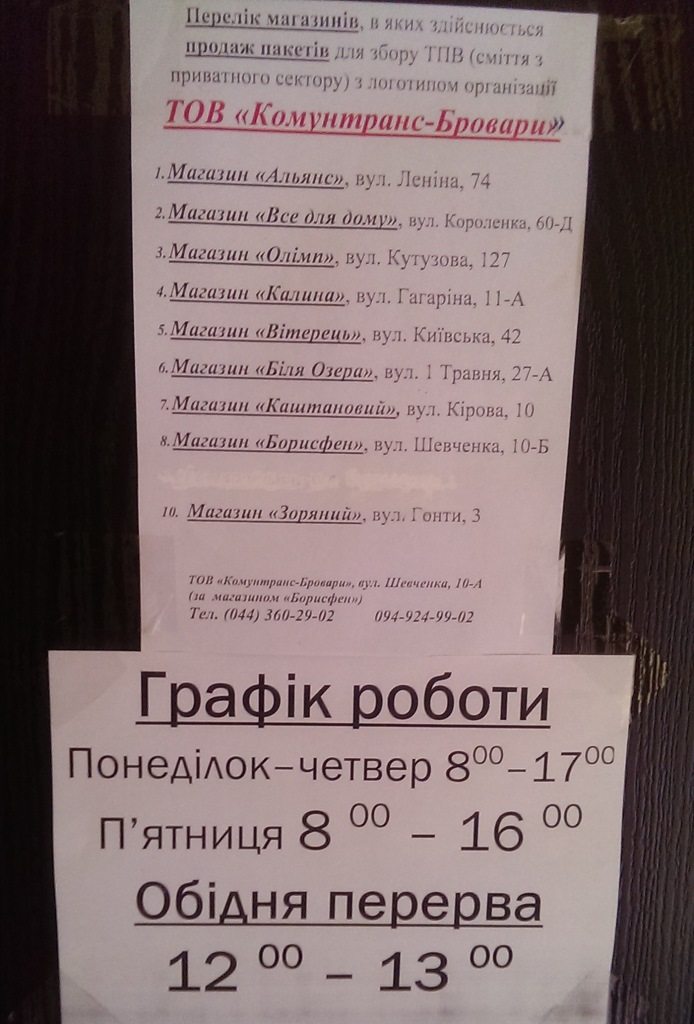 Перелік магазинів, в яких здійснюється
продаж пакетів для збору ТПВ (сміття з
приватного сектору) з логотипом організації
ТОВ «Комунтранс-Бровари»
1. Магазин «Альянс», вул. Леніна, 74
2. Магазин «Все для дому», вул. Короленка, 60-Д
3. Магазин «Олімп», вул. Кутузова, 127
4. Магазин «Калина», вул. Гагаріна, 11-А
5. Магазин «Вітерець», вул. Київська, 42
6. Магазин «Біля Озера», вул. 1 Травня, 27-А
7. Магазин «Каштановий», вул. Кірова, 10
8. Магазин «Борисфен», вул. Шевченка, 10-Б
10. Магазин «Зоряний», вул. Гонти, 3
ТОВ «Комунтранс-Бровари», вул. Шевченка, 10-А
(за магазином «Борисфен»)
Тел. (044) 360-29-02 094-924-99-02
Графік роботи
Понеділок–четвер 8⁰⁰–17⁰⁰
П’ятниця 8 ⁰⁰ – 16 ⁰⁰
Обідня перерва
12 ⁰⁰ – 13 ⁰⁰